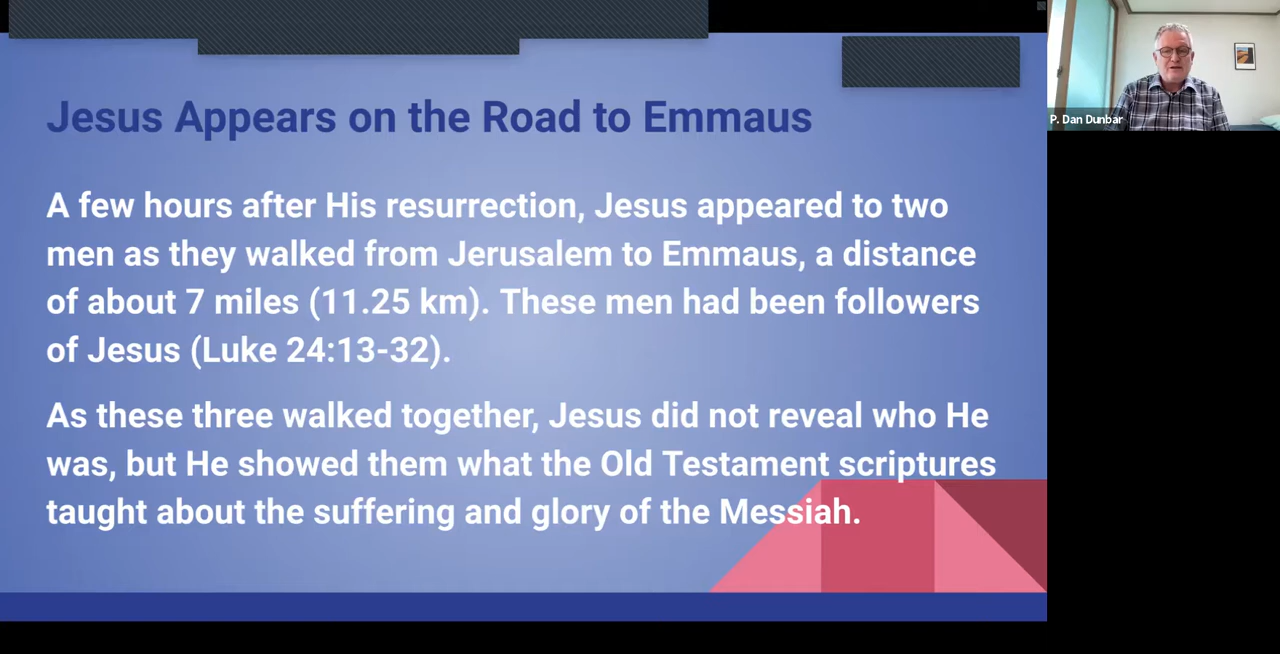 Jesus Appears on the Road to Emmaus
A few hours after His resurrection, Jesus appeared to two
men as they walked from Jerusalem to Emmaus, a distance
of about 7 miles (11.25 km). These men had been followers
of Jesus (Luke 24:13-32).
As these three walked together, Jesus did not reveal who He
was, but He showed them what the Old Testament scriptures
taught about the suffering and glory of the Messiah.
P. Dan Dunbar